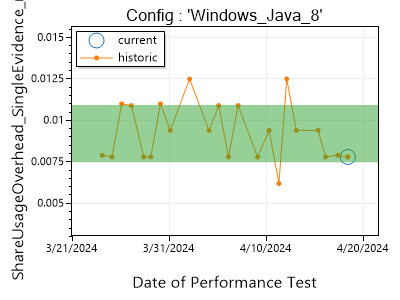 Config : 'Windows_Java_8'
ShareUsageOverhead_SingleEvidence_
0.015
0.0125
0.01
0.0075
0.005
current
historic
3/21/2024
3/31/2024
4/10/2024
4/20/2024
Date of Performance Test